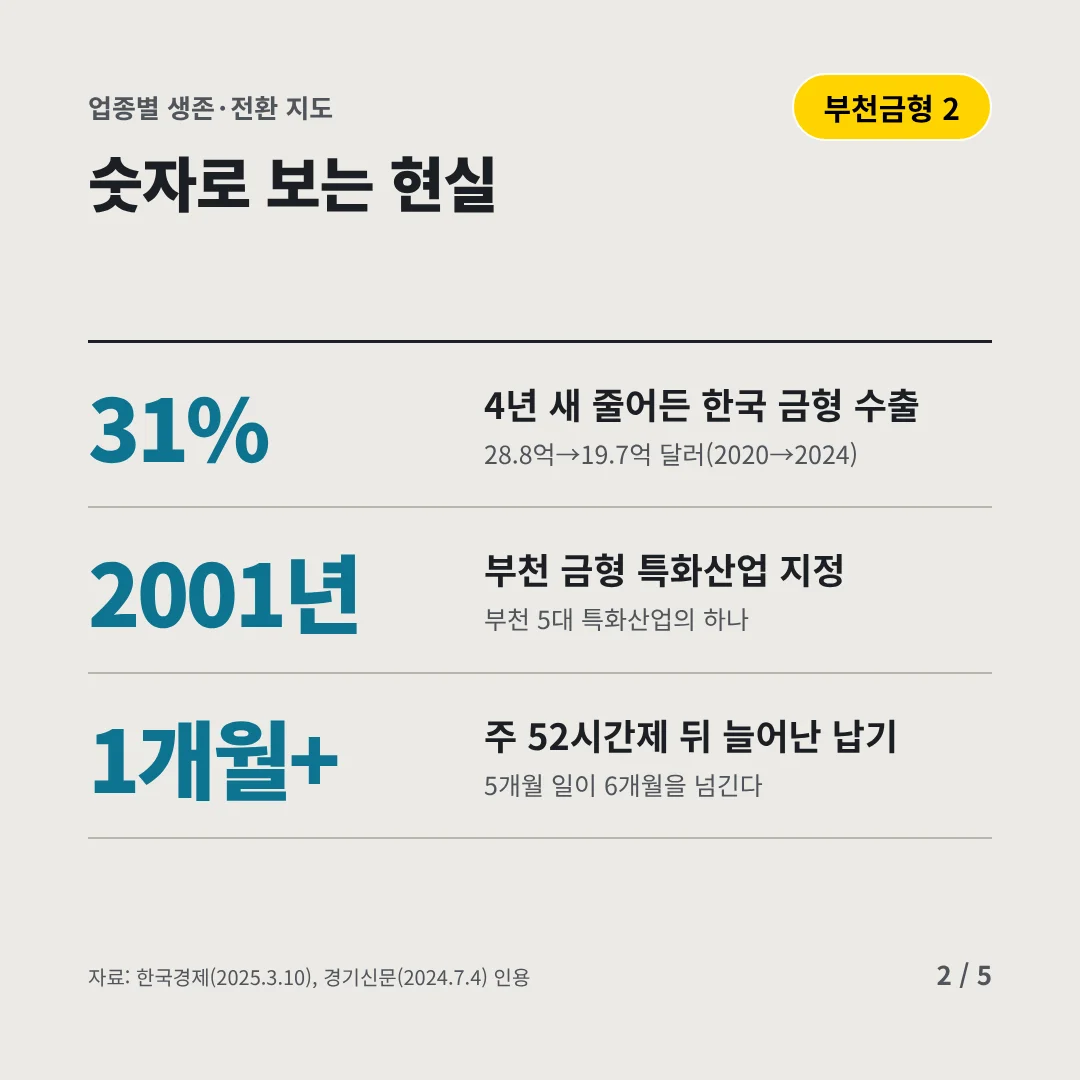 업종별 생존·전환 지도
부천금형 2
숫자로 보는 현실
31%
4년 새 줄어든 한국 금형 수출
28.8억→19.7억 달러(2020→2024)
2001년
부천 금형 특화산업 지정
부천 5대 특화산업의 하나
1개월+
주 52시간제 뒤 늘어난 납기
5개월 일이 6개월을 넘긴다
자료: 한국경제(2025.3.10), 경기신문(2024.7.4) 인용
2 / 5